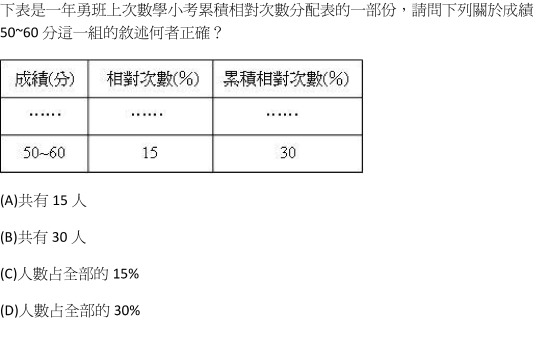 下表是一年勇班上次數學小考累積相對次數分配表的一部份，請問下列關於成績
50~60 分這一組的敘述何者正確？
成績(分) 相對次數(%) 累積相對次數(%)
…… …… ……
50~60 15 30
(A)共有 15 人
(B)共有 30 人
(C)人數占全部的 15%
(D)人數占全部的 30%